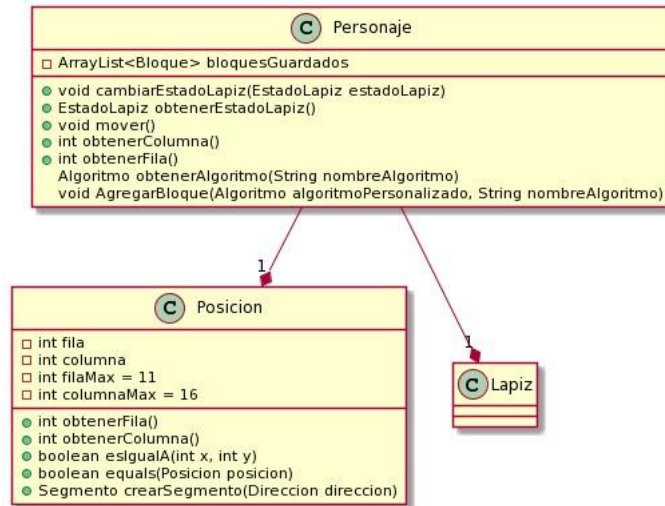 C Personaje
ArrayList<Bloque> bloquesGuardados
void cambiarEstadoLapiz(EstadoLapiz estadoLapiz)
EstadoLapiz obtenerEstadoLapiz()
void mover()
int obtenerColumna()
int obtenerFila()
Algoritmo obtenerAlgoritmo(String nombreAlgoritmo)
void AgregarBloque(Algoritmo algoritmoPersonalizado, String nombreAlgoritmo)
1
1
C Posicion
int fila
int columna
int filaMax = 11
int columnaMax = 16
int obtenerFila()
int obtenerColumna()
boolean esIgualA(int x, int y)
boolean equals(Posicion posicion)
Segmento crearSegmento(Direccion direccion)
C Lapiz